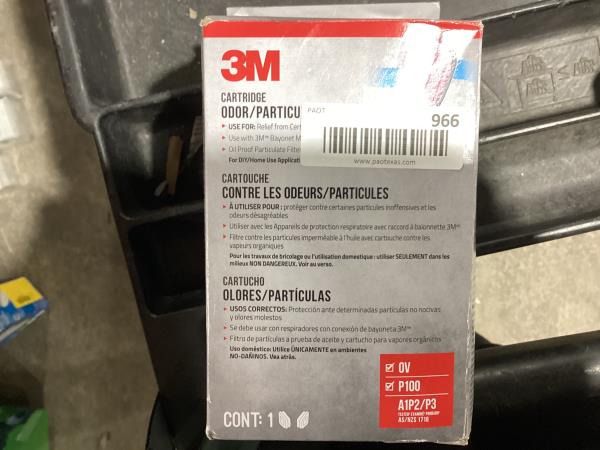 3M
CARTRIDGE
ODOR/PARTICU
PAOT
966
USE FOR: Relief from Cert
Use with 3M™ Bayonet M
Oil Proof Particulate Filte
For DIY/Home Use Applicat
www.paotexas.com
CARTOUCHE
CONTRE LES ODEURS/PARTICULES
À UTILISER POUR : protéger contre certaines particules inoffensives et les
odeurs désagréables
Utiliser avec les Appareils de protection respiratoire avec raccord à baïonnette 3M™
Filtre contre les particules imperméable à l'huile avec cartouche contre les
vapeurs organiques
Pour les travaux de bricolage ou l'utilisation domestique : utiliser SEULEMENT dans les
milieux NON DANGEREUX. Voir au verso.
CARTUCHO
OLORES/PARTÍCULAS
USOS CORRECTOS: Protección ante determinadas partículas no nocivas
y olores molestos
Se debe usar con respiradores con conexión de bayoneta 3M™
Filtro de partículas a prueba de aceite y cartucho para vapores orgánicos
Uso doméstico: Utilice ÚNICAMENTE en ambientes
NO-DAÑINOS. Vea atrás.
OV
P100
A1P2/P3
AS/NZS 1716
CONT: 1